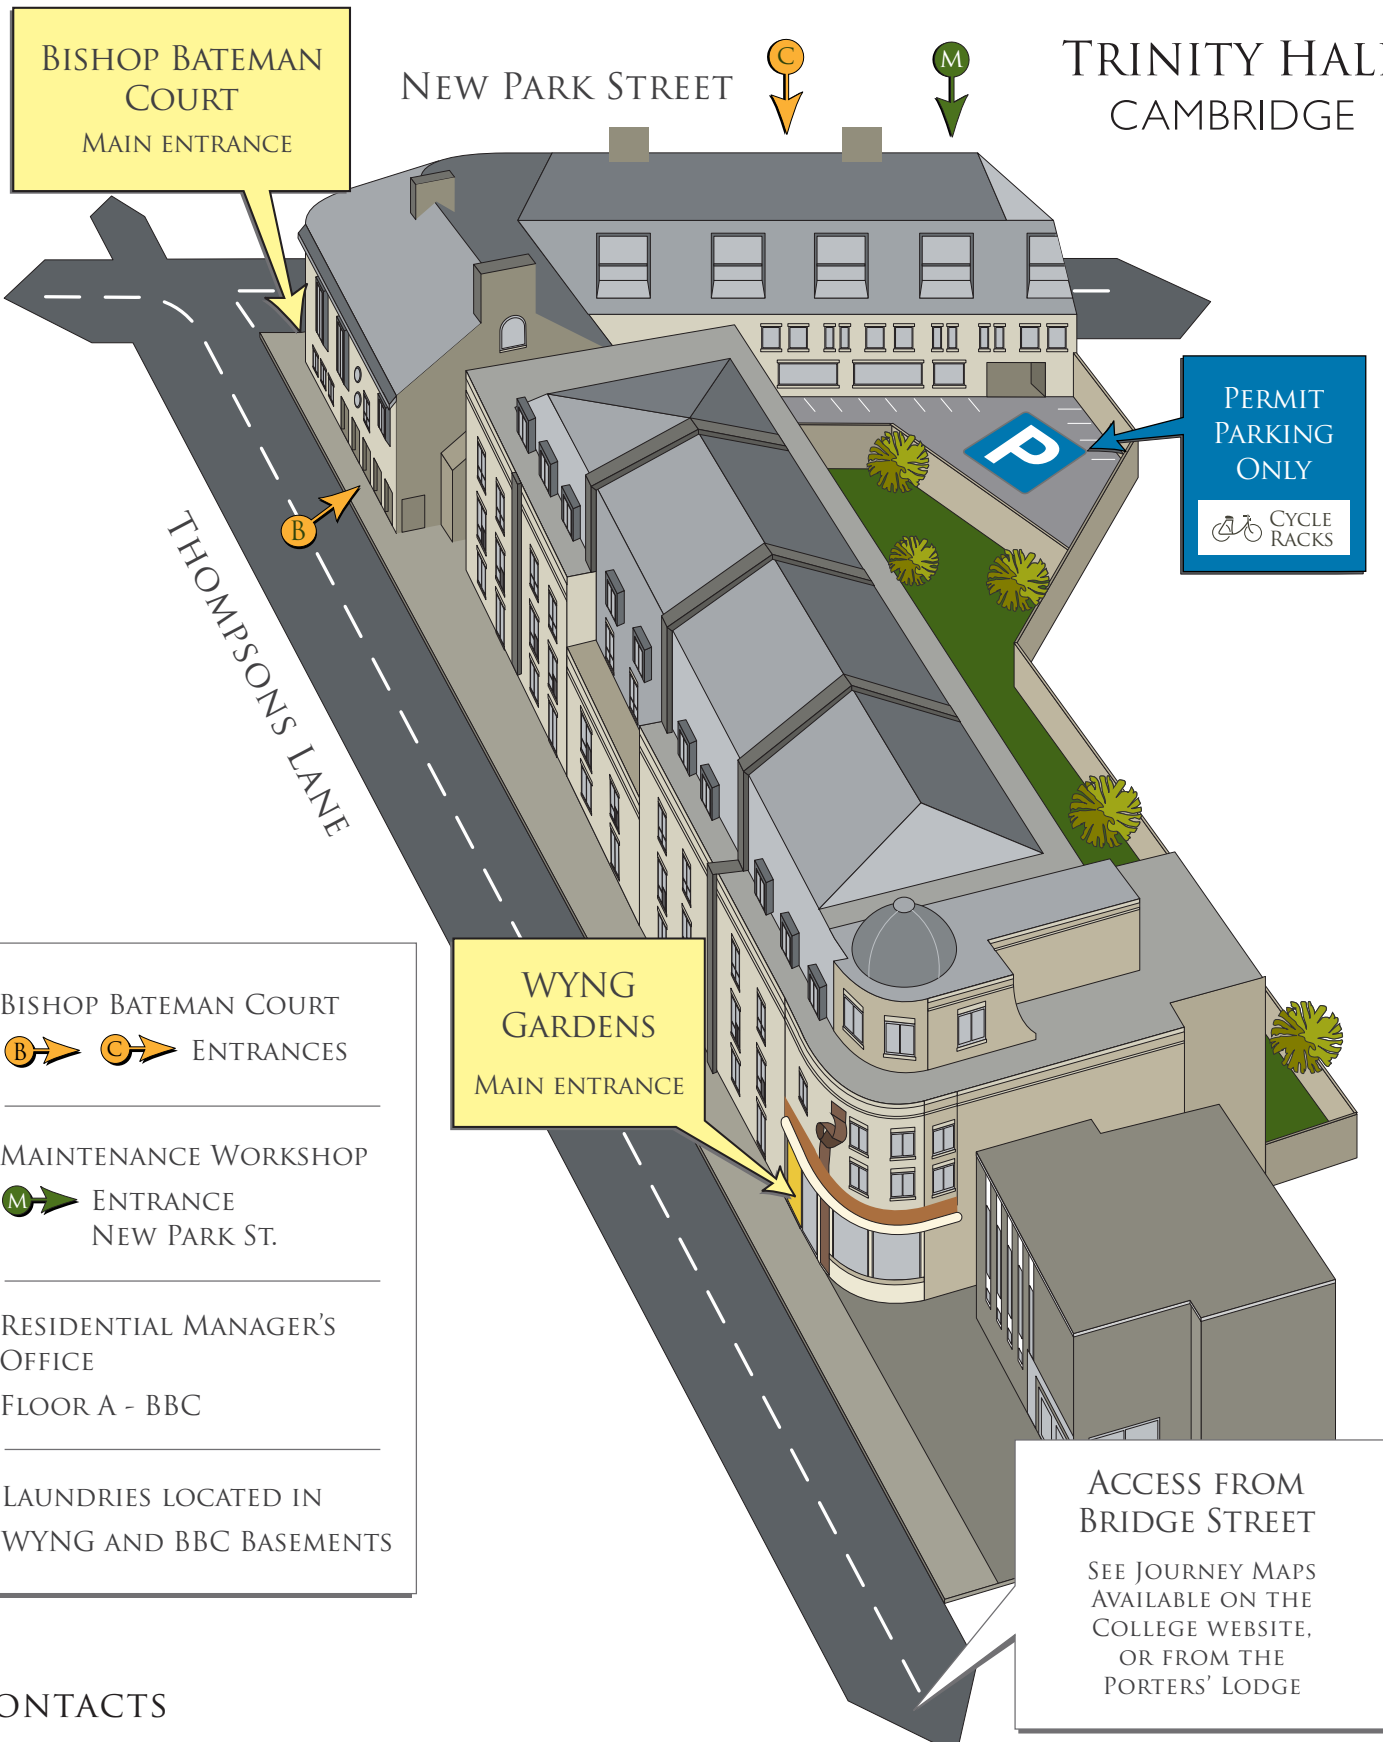 Bishop Bateman
Court
Main entrance
New Park Street
C
M
Trinity Hall
CAMBRIDGE
Permit
Parking
Only
Cycle
Racks
P
B
Thompsons Lane
WYNG
Gardens
Main entrance
Bishop Bateman Court
B C Entrances
Maintenance Workshop
M Entrance
New Park St.
Residential Manager's
Office
Floor A - BBC
Laundries located in
WYNG and BBC Basements
Access from
Bridge Street
See Journey Maps
Available on the
College website,
or from the
Porters' Lodge
ontacts